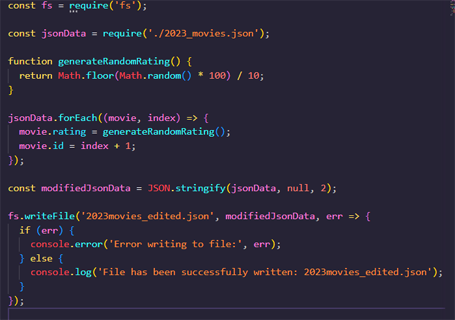 const fs = require('fs');
const jsonData = require('./2023_movies.json');
function generateRandomRating() {
return Math.floor(Math.random() * 100) / 10;
}
jsonData.forEach((movie, index) => {
movie.rating = generateRandomRating();
movie.id = index + 1;
});
const modifiedJsonData = JSON.stringify(jsonData, null, 2);
fs.writeFile('2023movies_edited.json', modifiedJsonData, err => {
if (err) {
console.error('Error writing to file:', err);
} else {
console.log('File has been successfully written: 2023movies_edited.json');
}
});